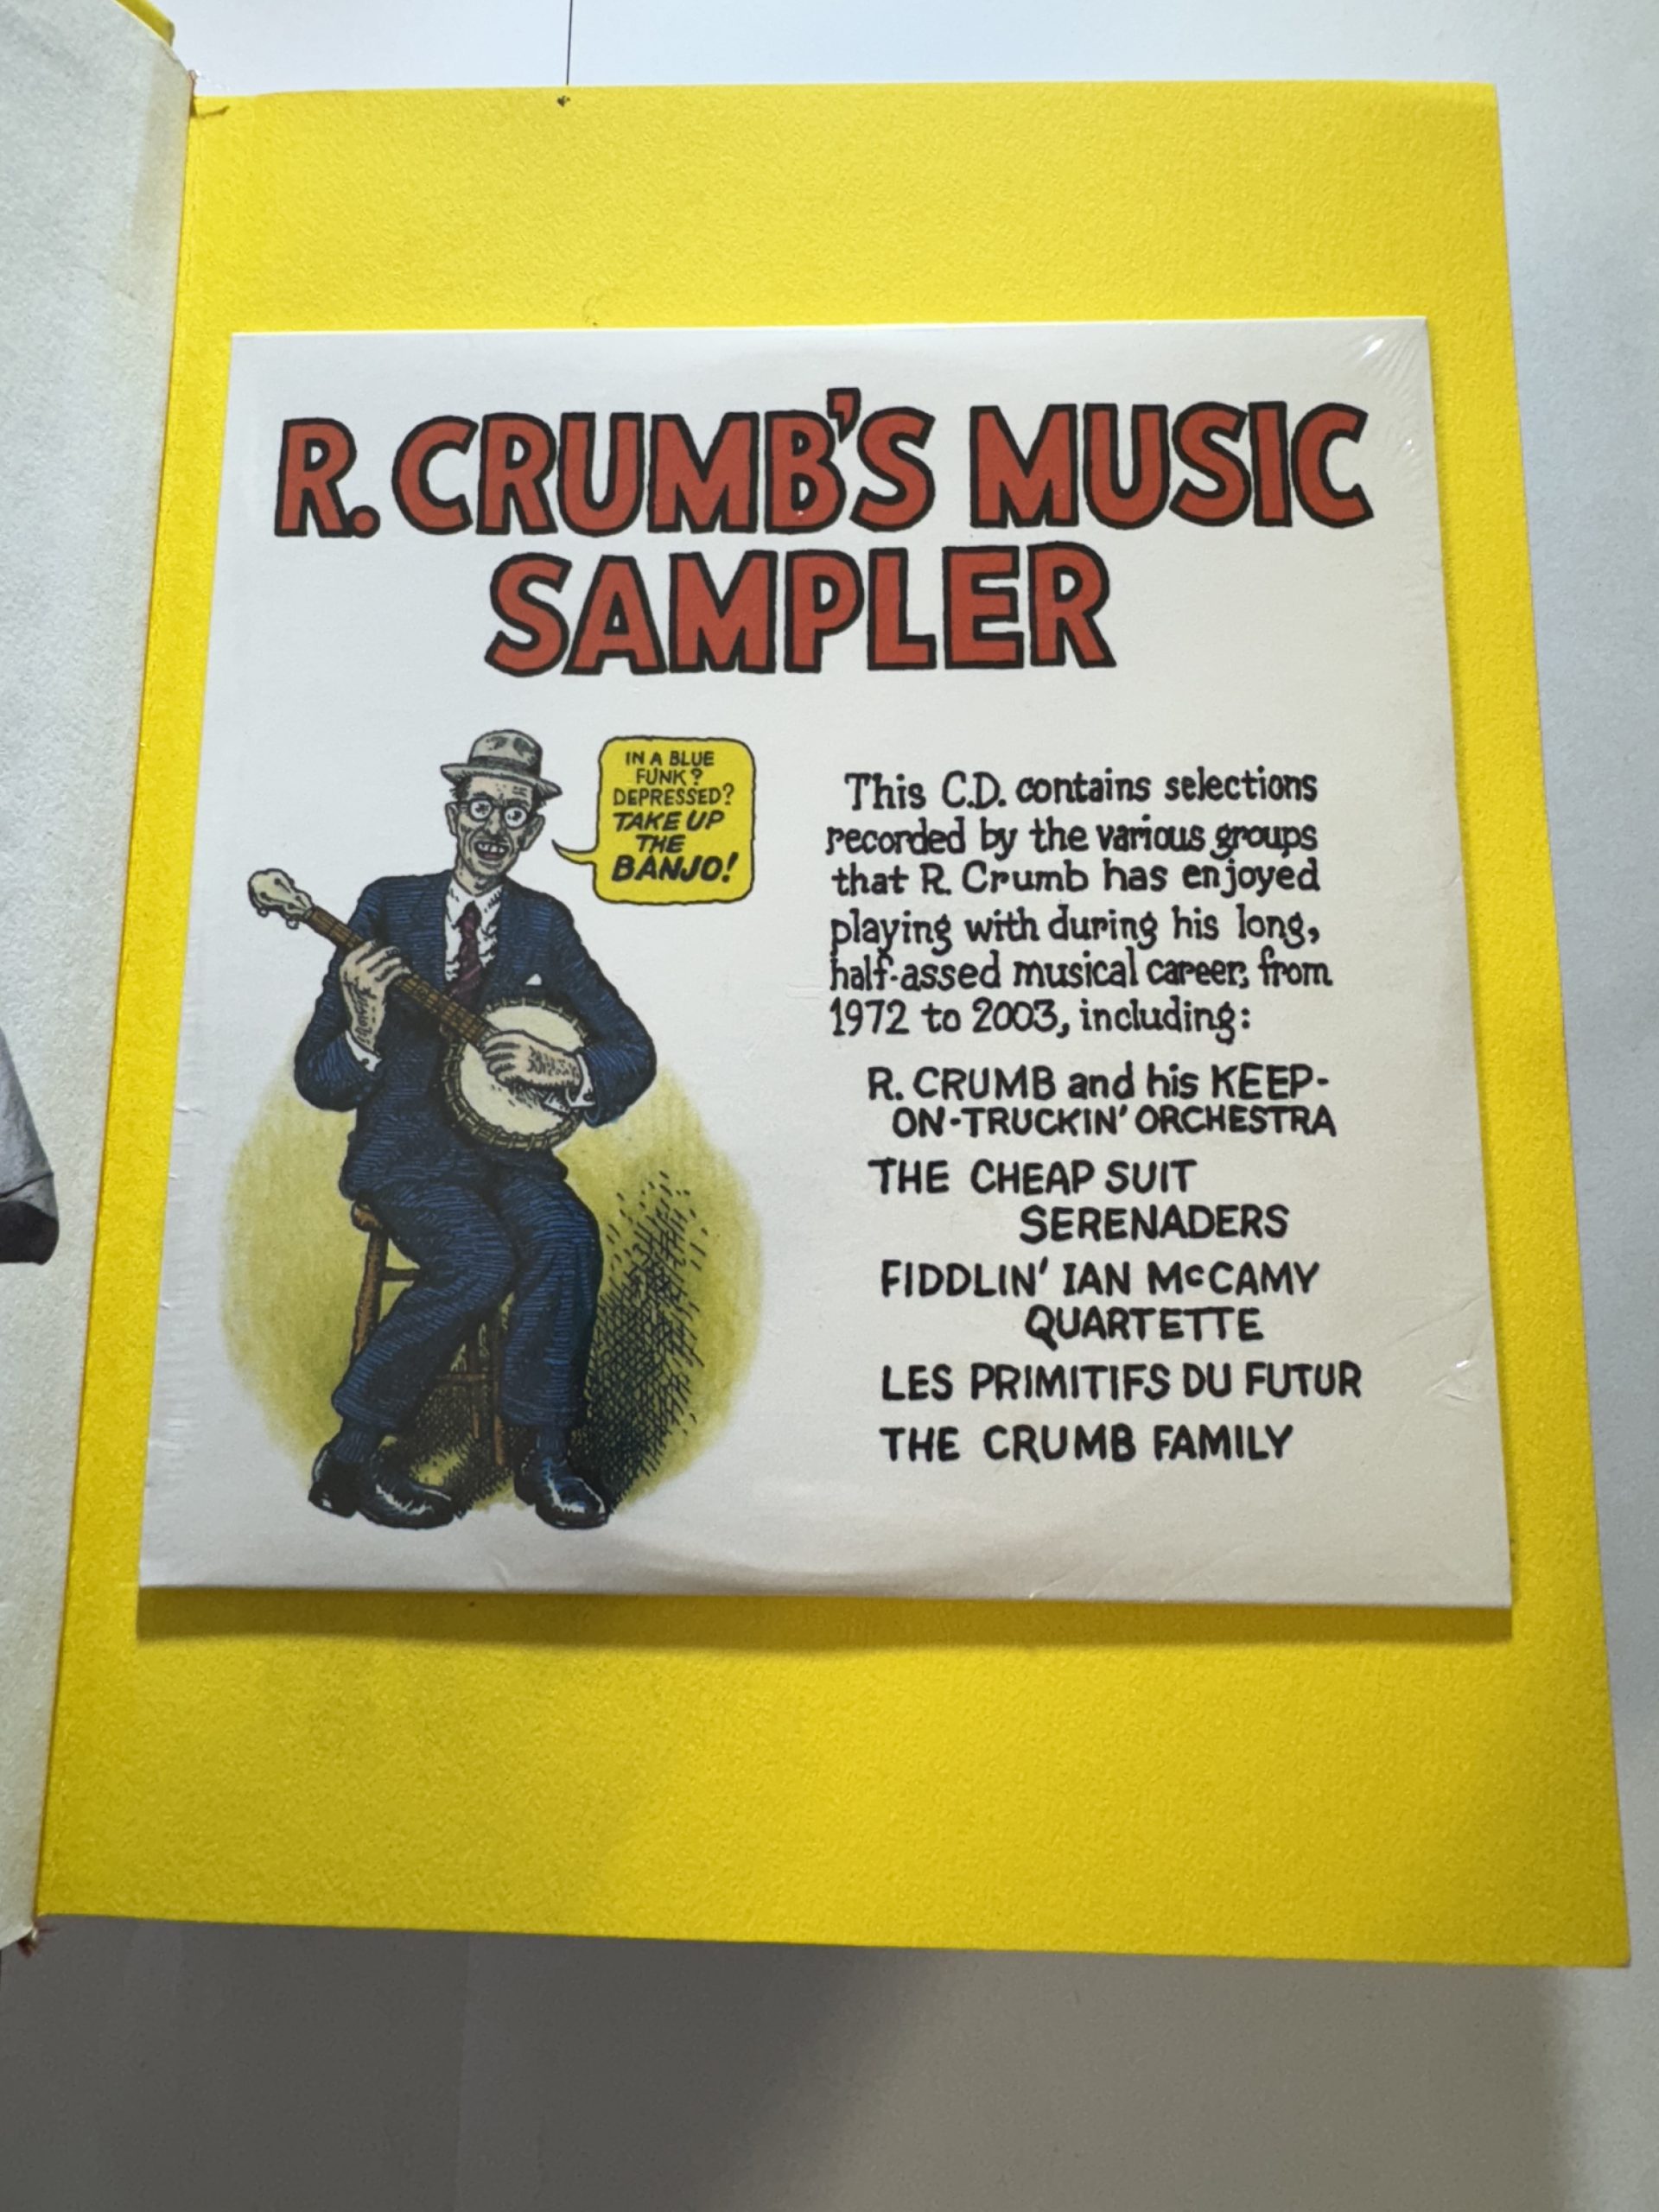 R. CRUMB'S MUSIC
SAMPLER
IN A BLUE
FUNK?
DEPRESSED?
TAKE UP
THE
BANJO!
This C.D. contains selections
recorded by the various groups
that R. Crumb has enjoyed
playing with during his long,
half-assed musical career, from
1972 to 2003, including:
R. CRUMB and his KEEP-
ON-TRUCKIN' ORCHESTRA
THE CHEAP SUIT
SERENADERS
FIDDLIN' IAN McCAMY
QUARTETTE
LES PRIMITIFS DU FUTUR
THE CRUMB FAMILY